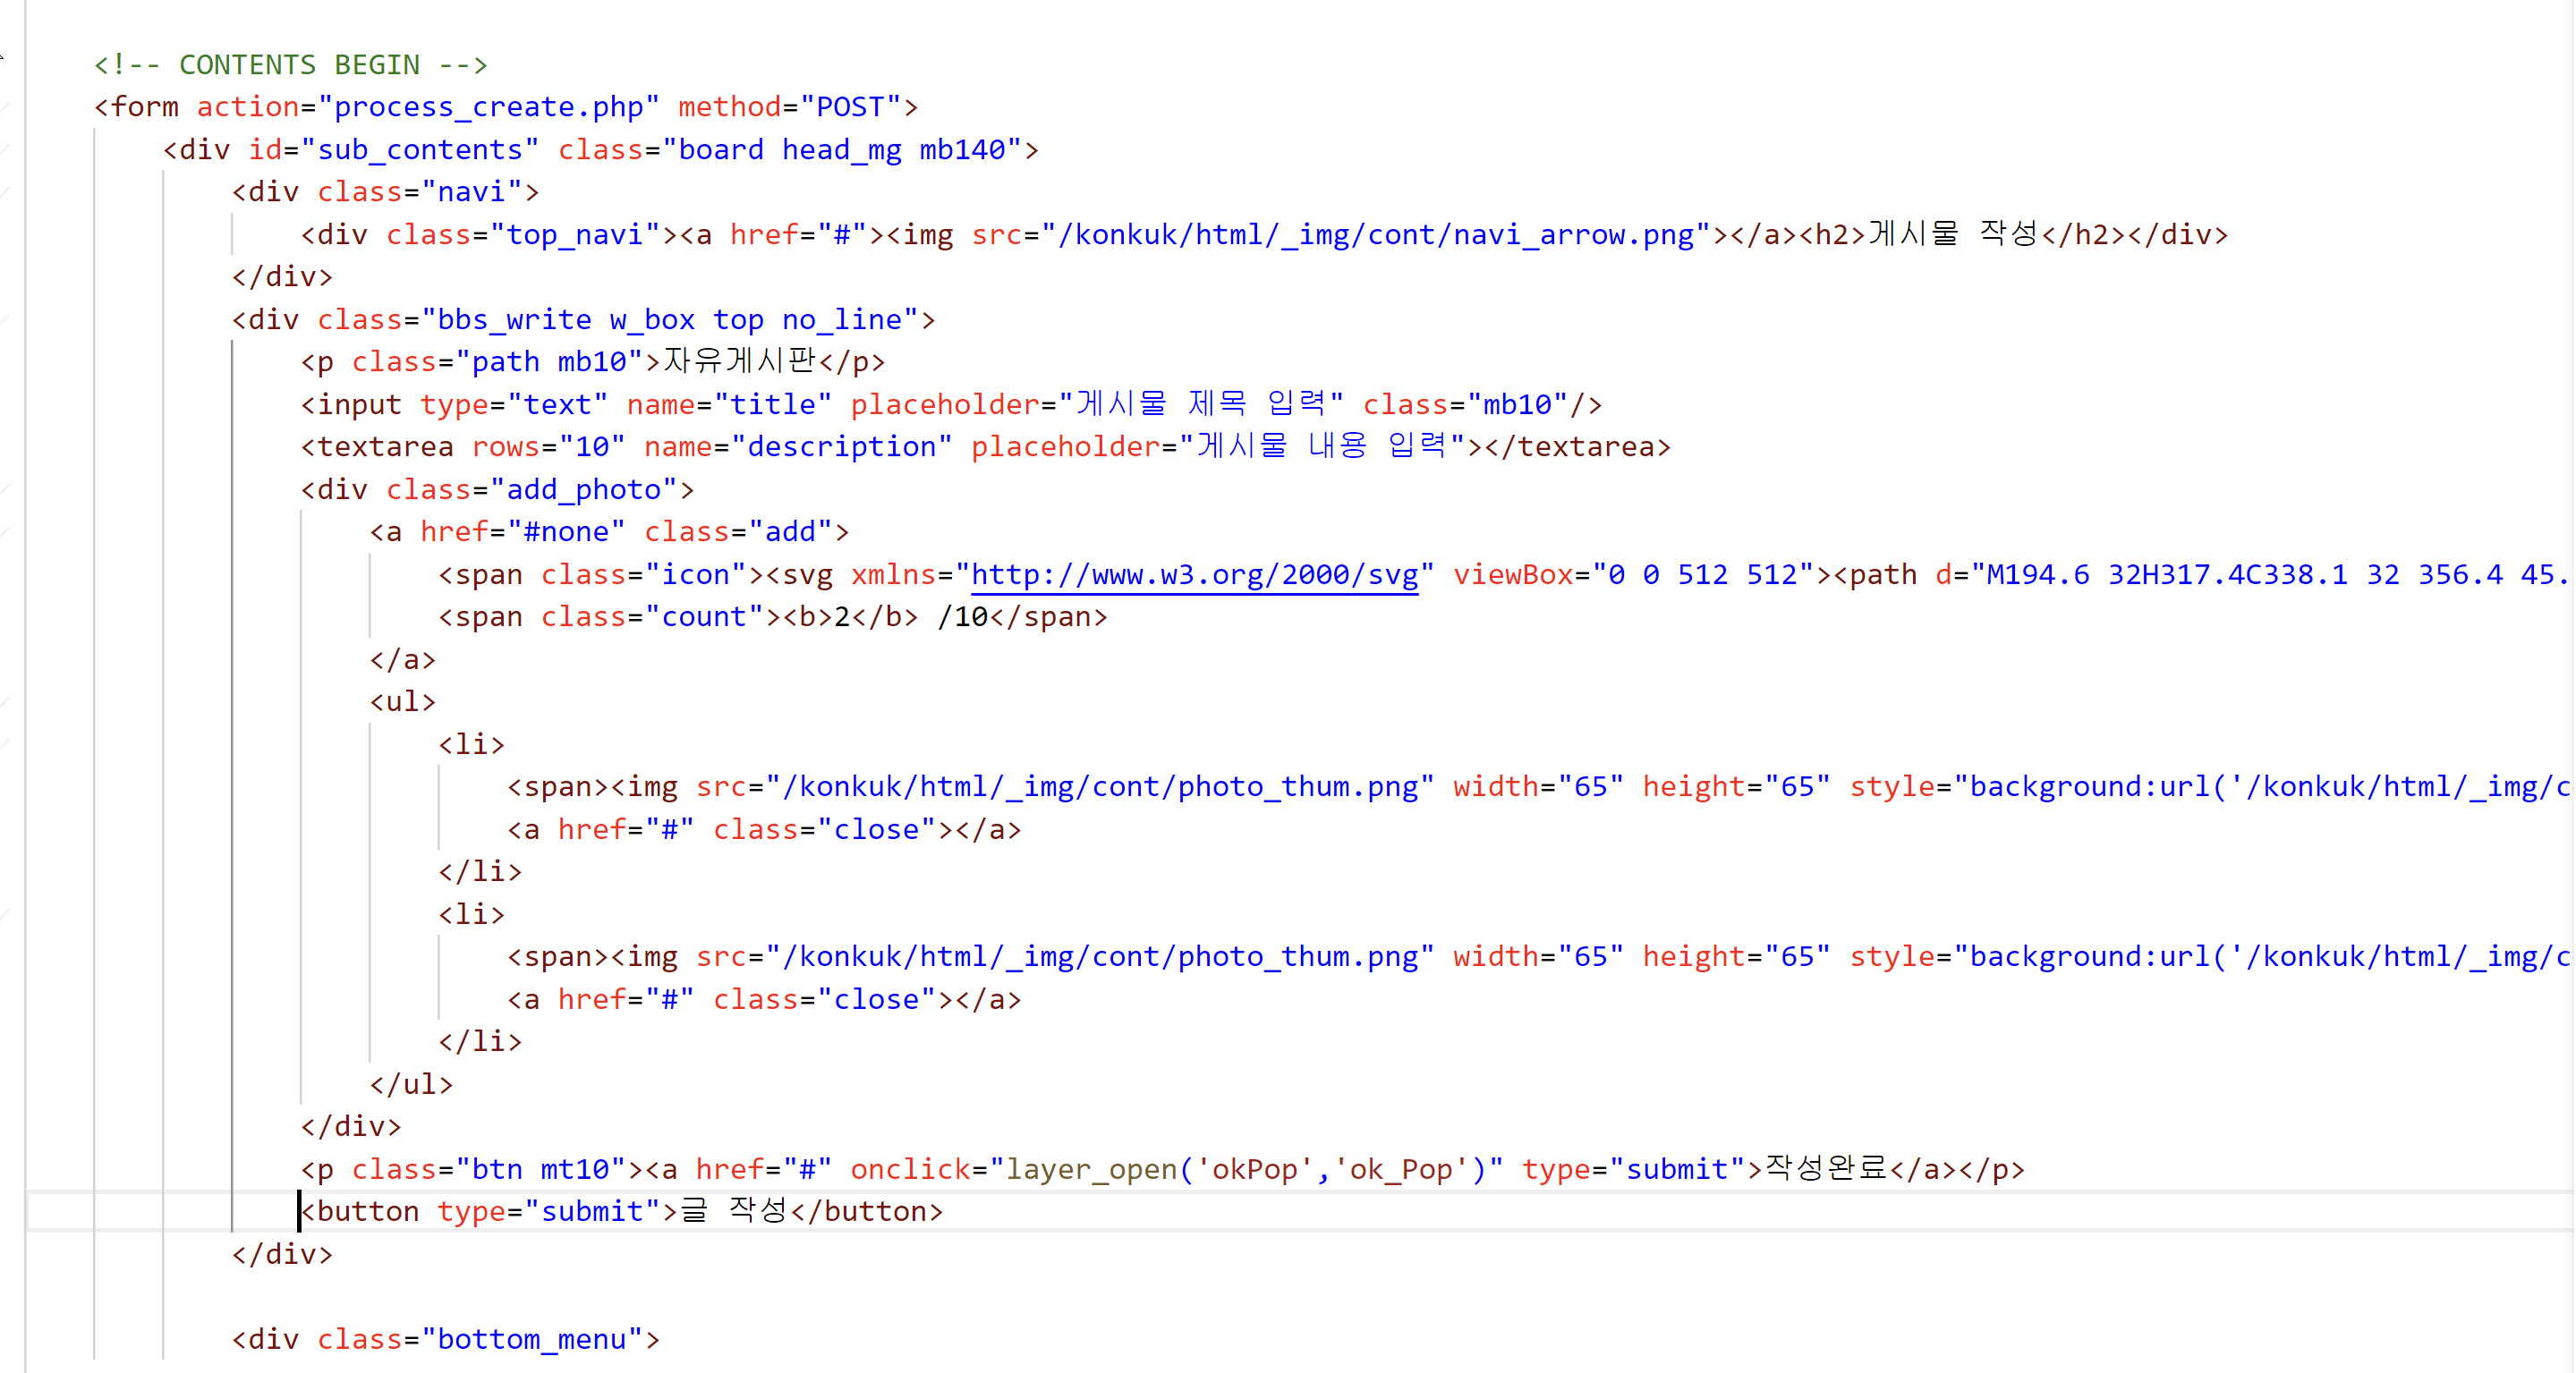 <!-- CONTENTS BEGIN -->
<form action="process_create.php" method="POST">
<div id="sub_contents" class="board head_mg mb140">
<div class="navi">
<div class="top_navi"><a href="#"><img src="/konkuk/html/_img/cont/navi_arrow.png"></a><h2>게시물 작성</h2></div>
</div>
<div class="bbs_write w_box top no_line">
<p class="path mb10">자유게시판</p>
<input type="text" name="title" placeholder="게시물 제목 입력" class="mb10"/>
<textarea rows="10" name="description" placeholder="게시물 내용 입력"></textarea>
<div class="add_photo">
<a href="#none" class="add">
<span class="icon"><svg xmlns="http://www.w3.org/2000/svg" viewBox="0 0 512 512"><path d="M194.6 32H317.4C338.1 32 356.4 45.
<span class="count"><b>2</b> /10</span>
</a>
<ul>
<li>
<span><img src="/konkuk/html/_img/cont/photo_thum.png" width="65" height="65" style="background:url('/konkuk/html/_img/c
<a href="#" class="close"></a>
</li>
<li>
<span><img src="/konkuk/html/_img/cont/photo_thum.png" width="65" height="65" style="background:url('/konkuk/html/_img/c
<a href="#" class="close"></a>
</li>
</ul>
</div>
<p class="btn mt10"><a href="#" onclick="layer_open('okPop','ok_Pop')" type="submit">작성완료</a></p>
<button type="submit">글 작성</button>
</div>
<div class="bottom_menu">